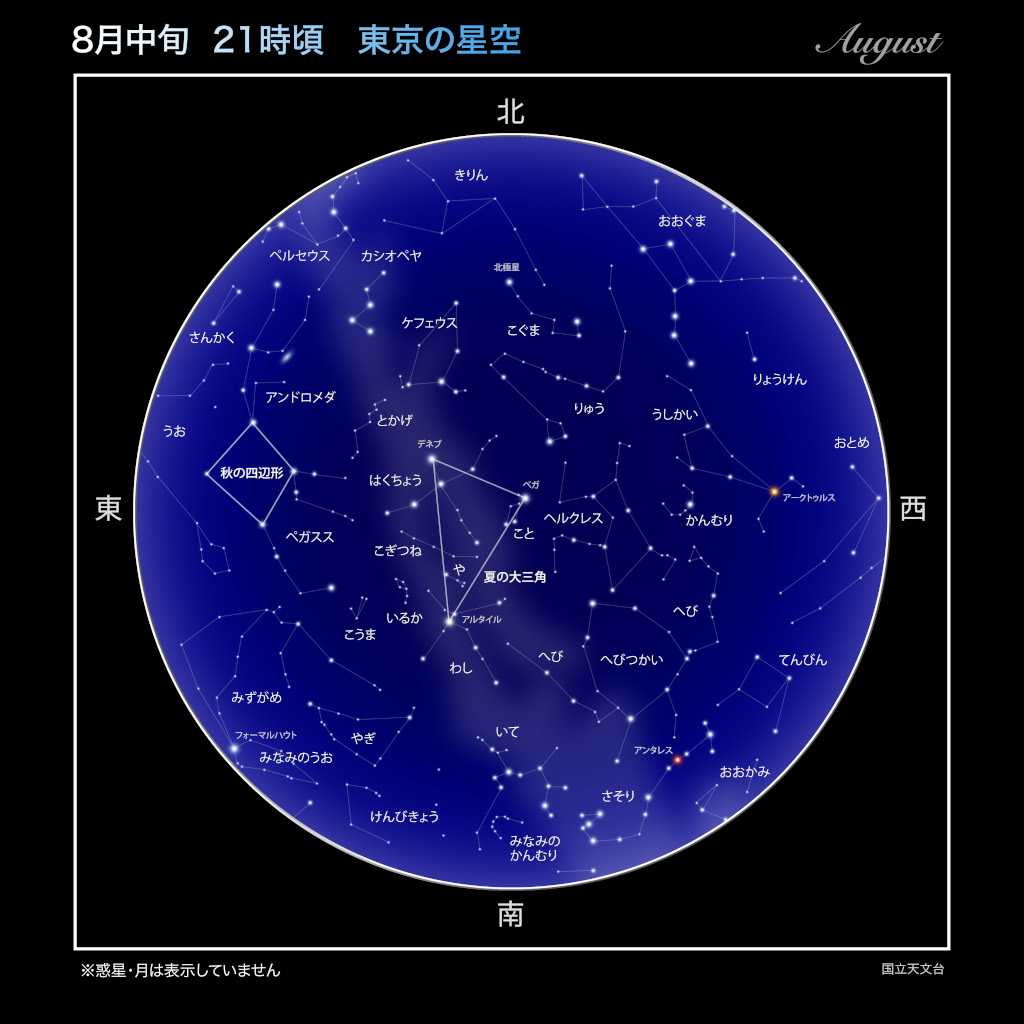 8月中旬 21時頃 東京の星空
August
北
きりん
おおぐま
ペルセウス
カシオペヤ
北極星
さんかく
ケフェウス
こぐま
りょうけん
アンドロメダ
とかげ
りゅう
うしかい
うお
デネブ
おとめ
秋の四辺形
はくちょう
ベガ
アークトゥルス
東
西
ペガスス
こと
ヘルクレス
かんむり
こぎつね
や
夏の大三角
いるか
アルタイル
へび
こうま
わし
へび
へびつかい
てんびん
みずがめ
フォーマルハウト
やぎ
いて
アンタレス
みなみのうお
おおかみ
さそり
けんびきょう
みなみの
かんむり
南
※惑星・月は表示していません
国立天文台